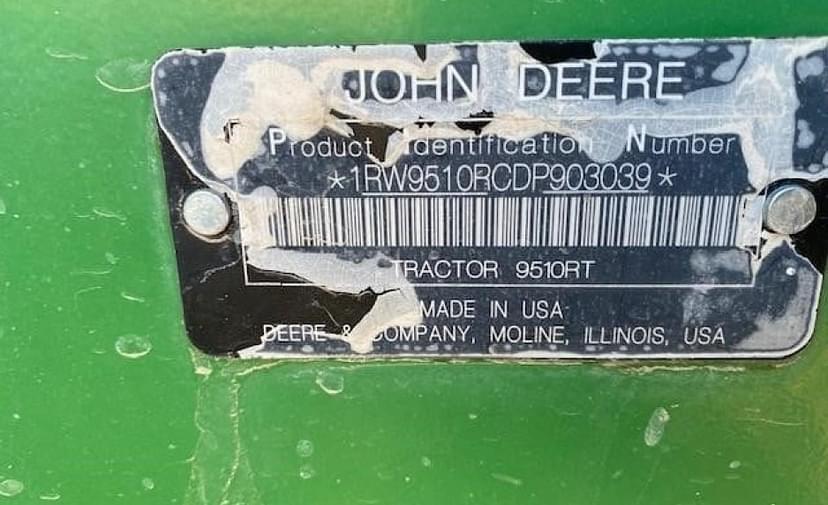 JOHN DEERE
Product Identification Number
*1RW9510RCDP903039*
TRACTOR 9510RT
MADE IN USA
DEERE & COMPANY, MOLINE, ILLINOIS, USA